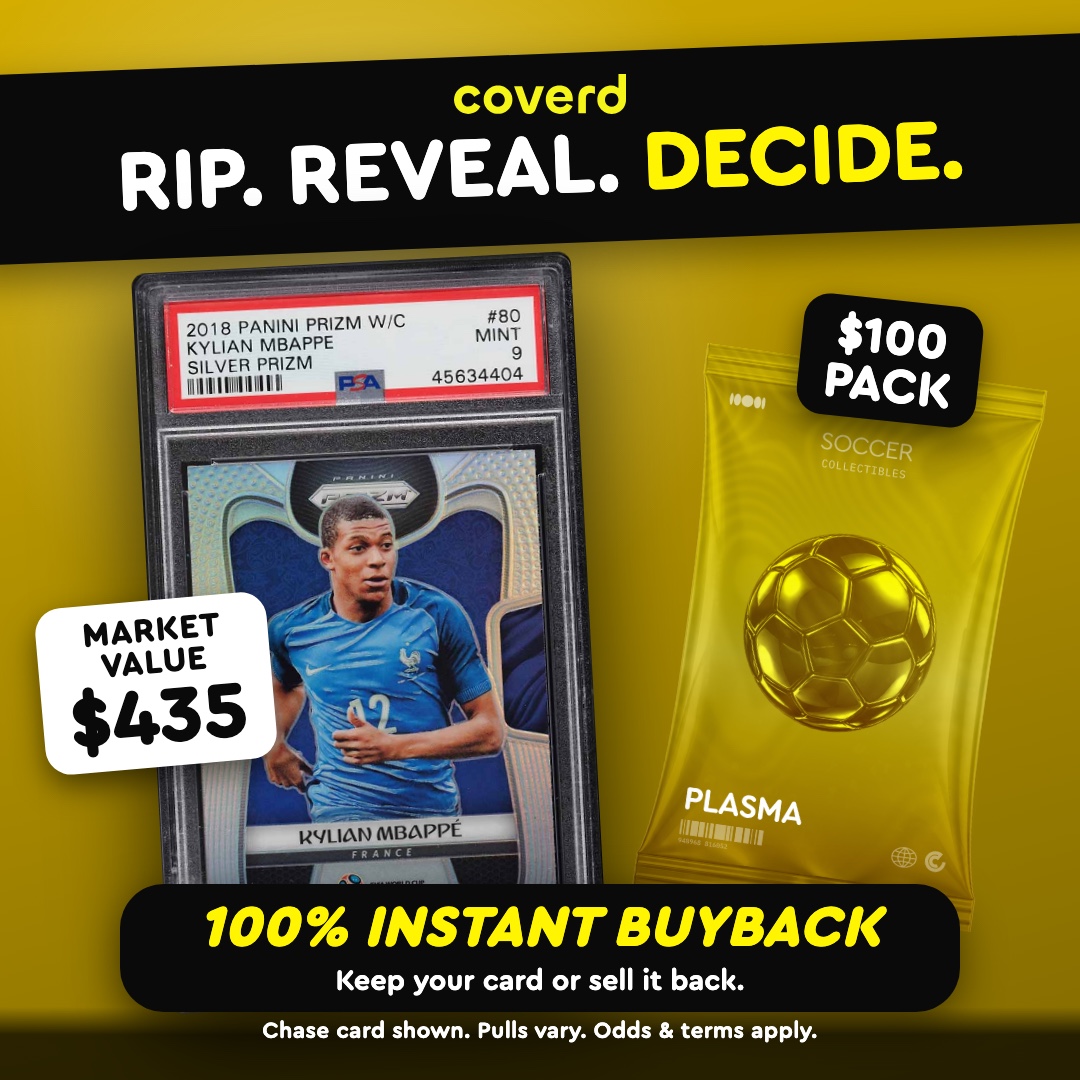 coverd
RIP. REVEAL. DECIDE.
2018 PANINI PRIZM W/C #80
KYLIAN MBAPPE MINT
SILVER PRIZM 9
PSA 45634404
$100
PACK
SOCCER
COLLECTIBLES
PANINI
PRIZM
42
MARKET
VALUE
$435
KYLIAN MBAPPÉ
FRANCE
PLASMA
100% INSTANT BUYBACK
Keep your card or sell it back.
Chase card shown. Pulls vary. Odds & terms apply.